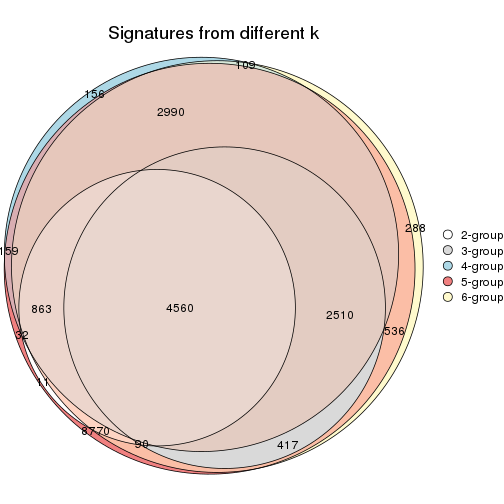 Signatures from different k
109
156
2990
288
159
863
4560
2510
536
32
11
90
417
2-group
3-group
4-group
5-group
6-group